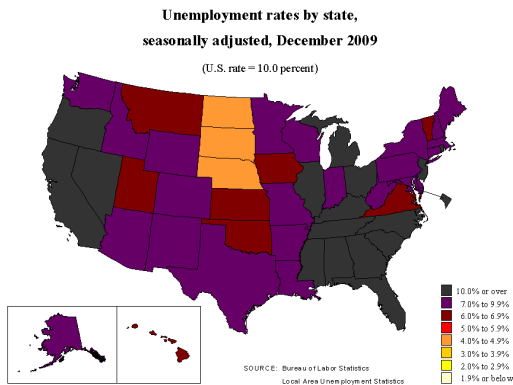 Unemployment rates by state,
seasonally adjusted, December 2009
(U.S. rate = 10.0 percent)
10.0% or over
7.0% to 9.9%
6.0% to 6.9%
5.0% to 5.9%
4.0% to 4.9%
3.0% to 3.9%
2.0% to 2.9%
1.9% or below
SOURCE: Bureau of Labor Statistics
Local Area Unemployment Statistics